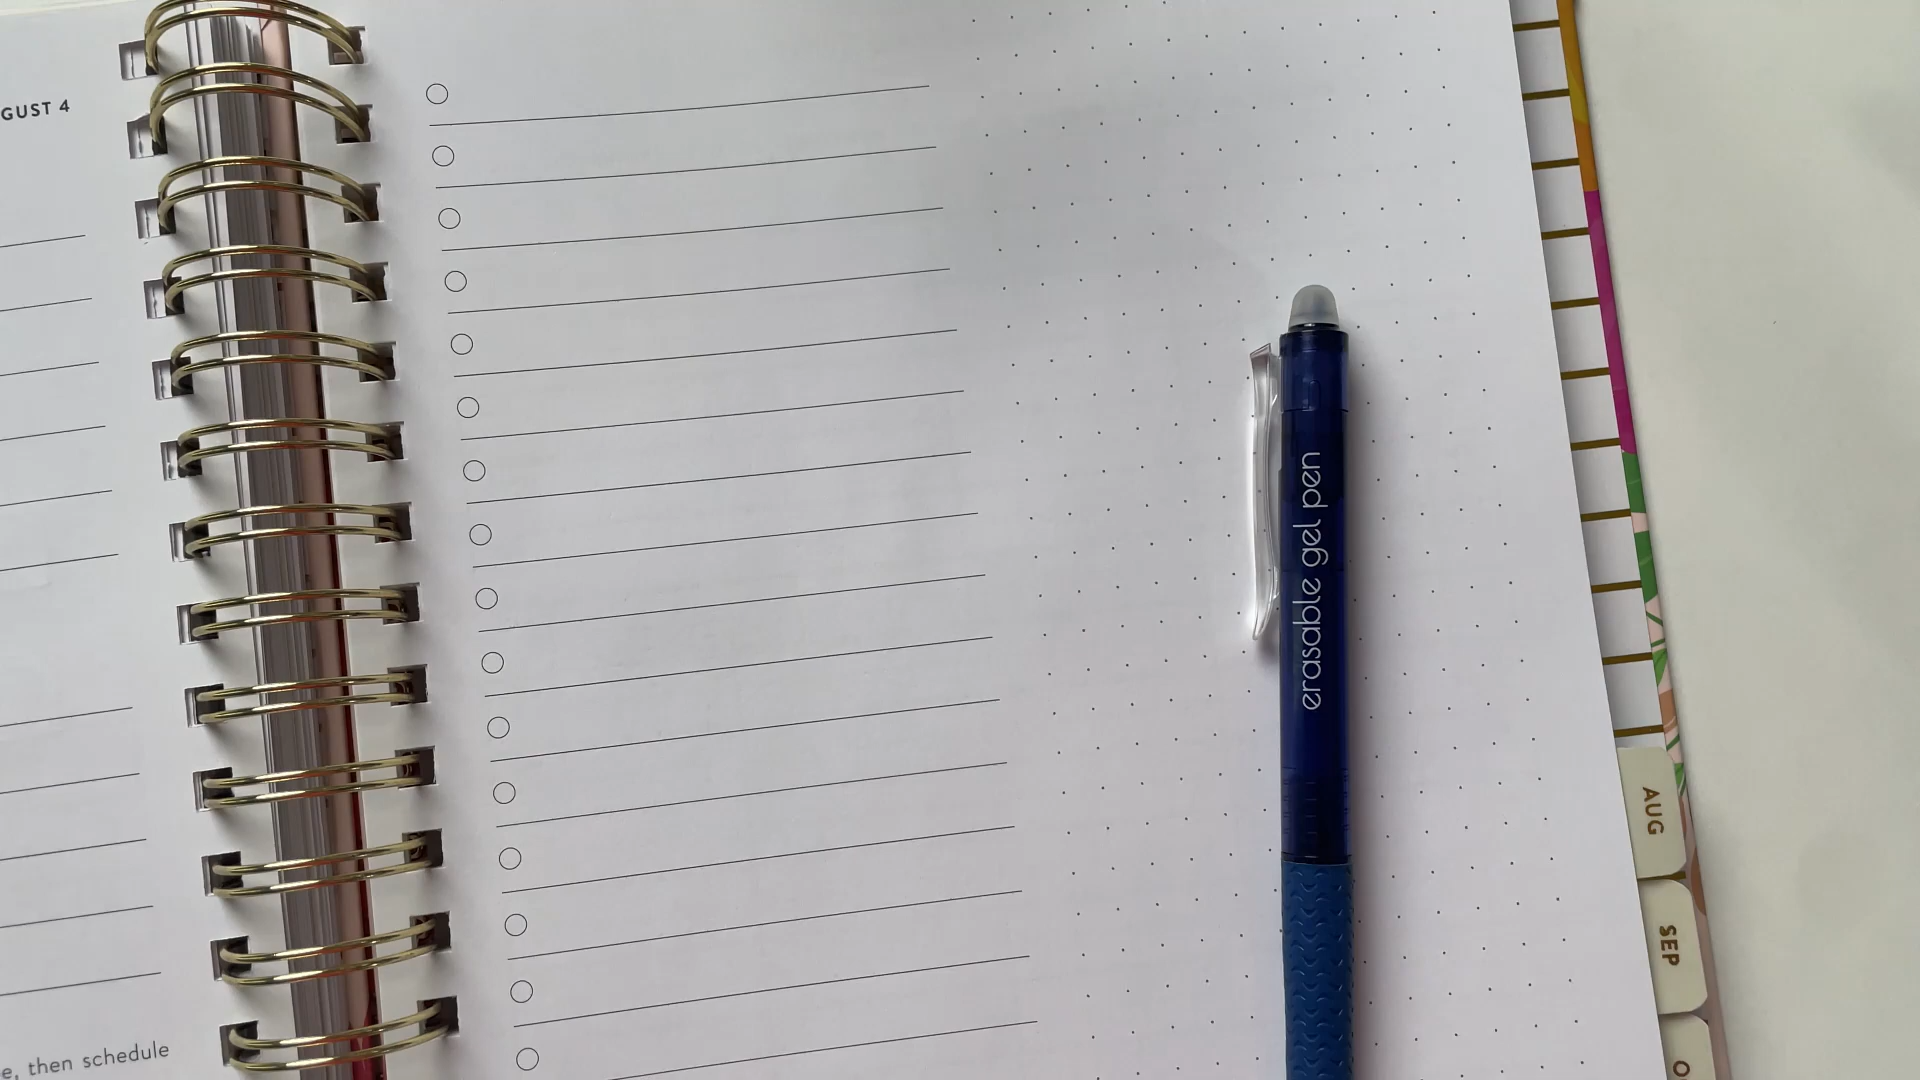 GUST 4
e, then schedule
erasable gel pen
AUG
SEP
O